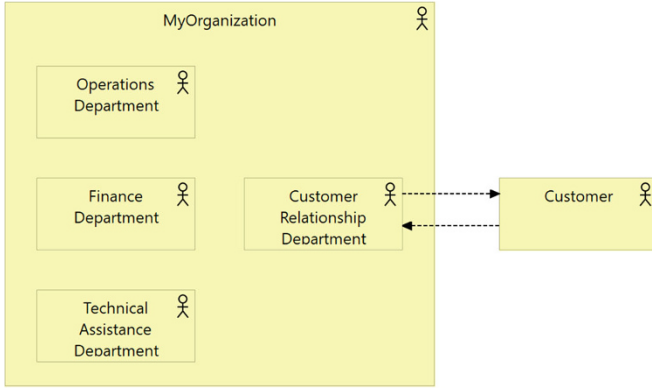 MyOrganization
Operations
Department
Finance
Department
Customer
Relationship
Department
Customer
Technical
Assistance
Department